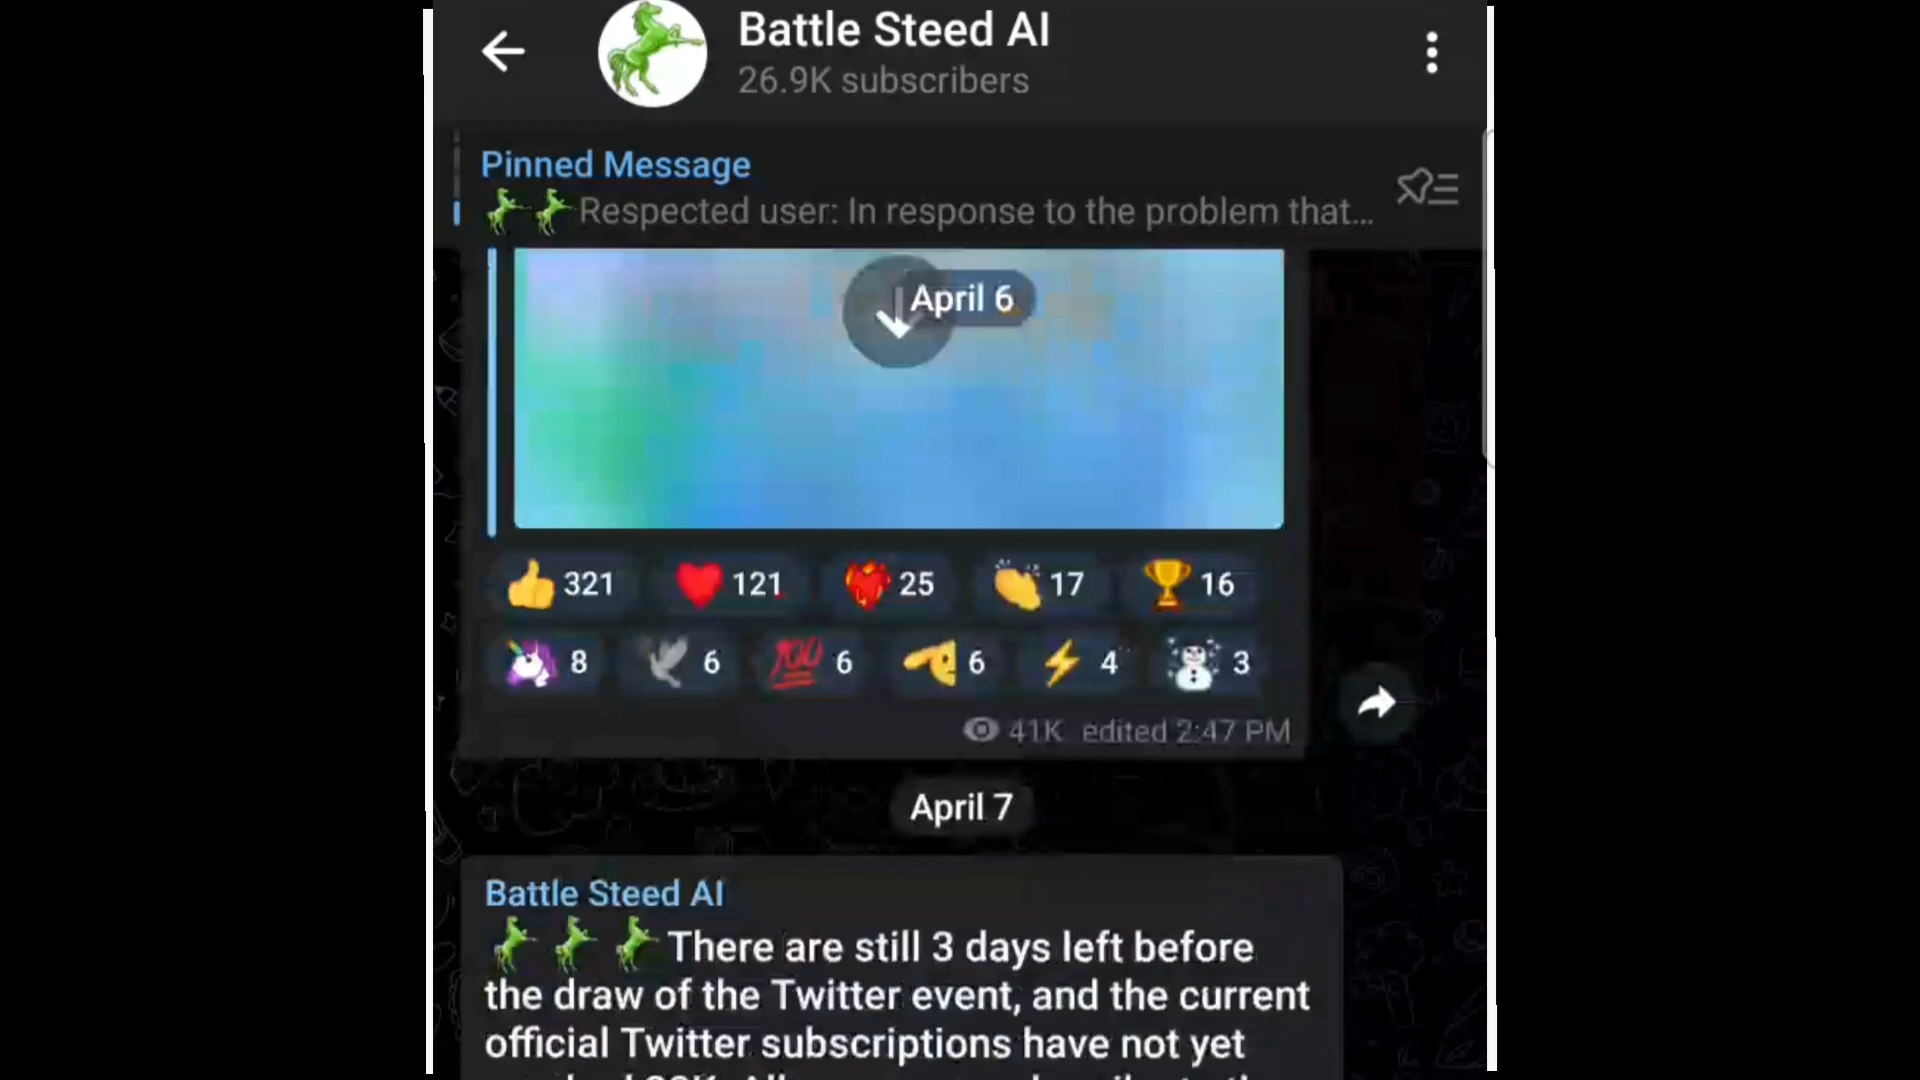 Battle Steed AI
26.9K subscribers
Pinned Message
Respected user: In response to the problem that...
April 6
321 121 25 17 16
8 6 100 6 6 4 3
41K edited 2:47 PM
April 7
Battle Steed AI
There are still 3 days left before
the draw of the Twitter event, and the current
official Twitter subscriptions have not yet